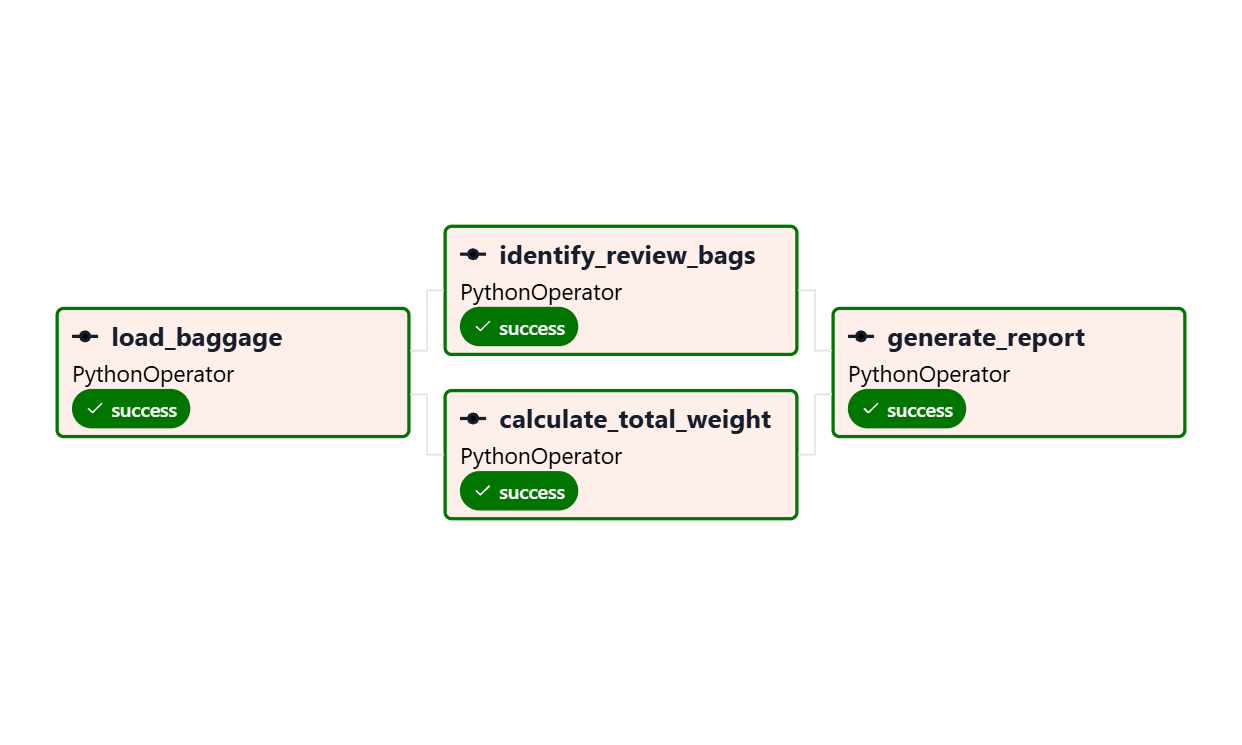 load_baggage
PythonOperator
success
identify_review_bags
PythonOperator
success
calculate_total_weight
PythonOperator
success
generate_report
PythonOperator
success